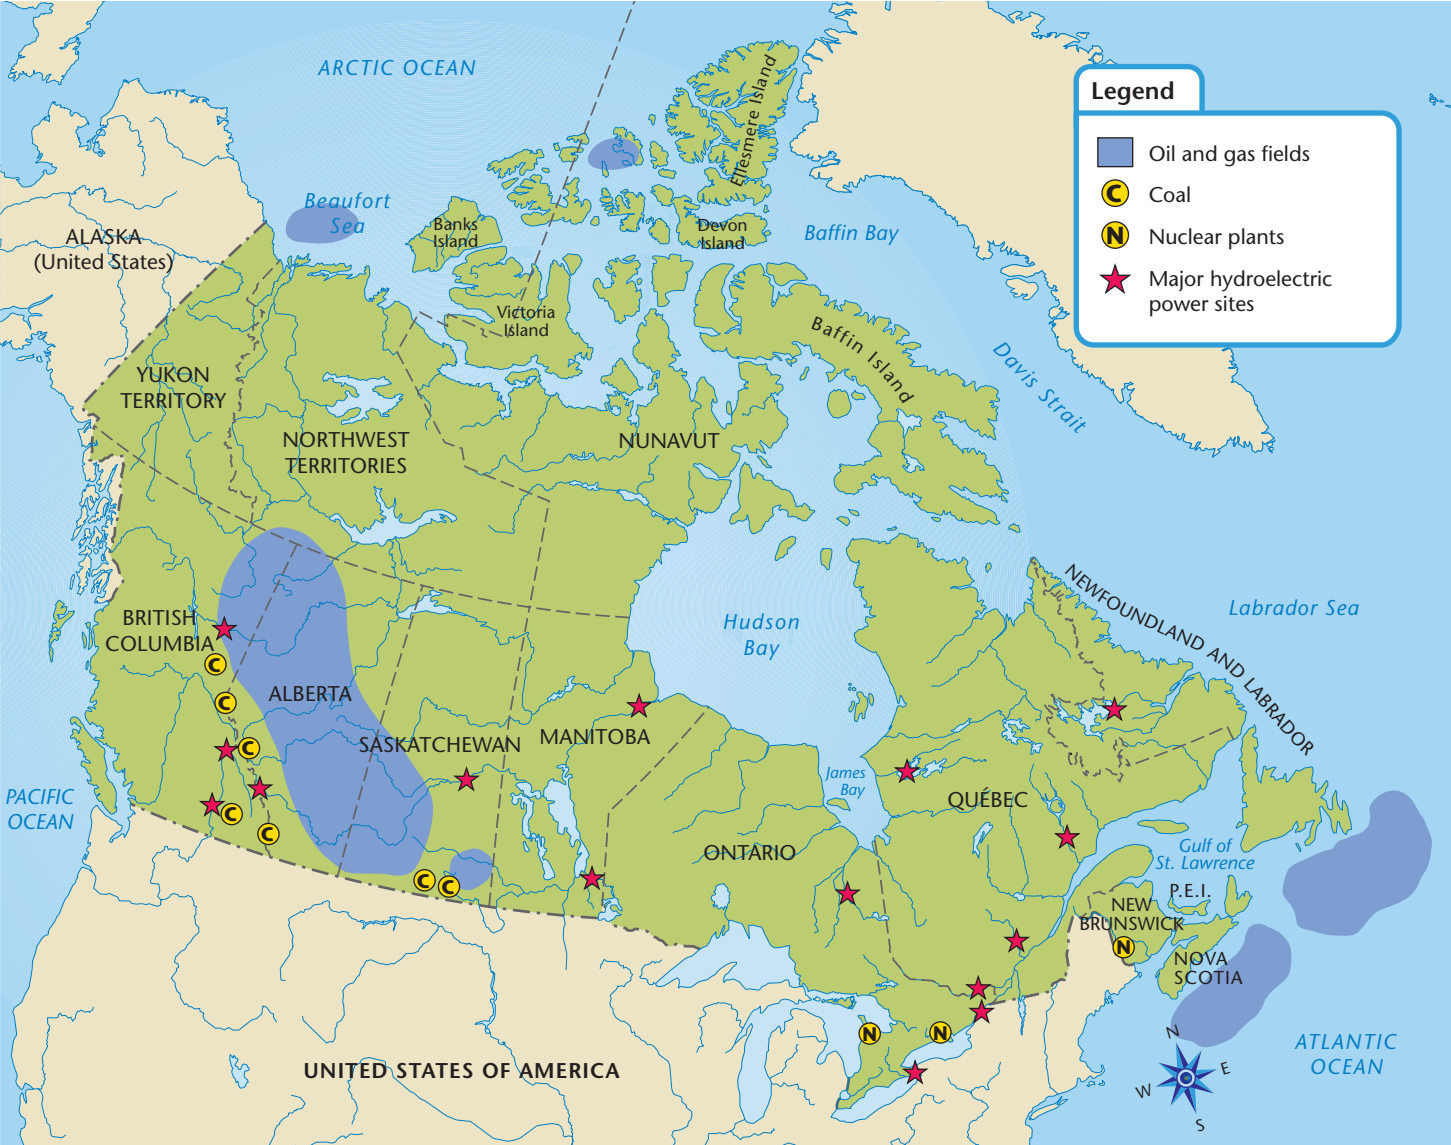 ARCTIC OCEAN
Legend
Oil and gas fields
C
Coal
N
Nuclear plants
Major hydroelectric
power sites
Ellesmere Island
Beaufort
Sea
Banks
Island
Devon
Island
Baffin Bay
ALASKA
(United States)
Victoria
Island
Baffin Island
Davis Strait
YUKON
TERRITORY
NORTHWEST
TERRITORIES
NUNAVUT
NEWFOUNDLAND AND LABRADOR
Labrador Sea
BRITISH
COLUMBIA
Hudson
Bay
C
C
C
C
C
ALBERTA
SASKATCHEWAN
MANITOBA
James
Bay
QUÉBEC
PACIFIC
OCEAN
ONTARIO
Gulf of
St. Lawrence
C
C
P.E.I.
NEW
BRUNSWICK
N
NOVA
SCOTIA
N
N
UNITED STATES OF AMERICA
ATLANTIC
OCEAN
N
E
W
S